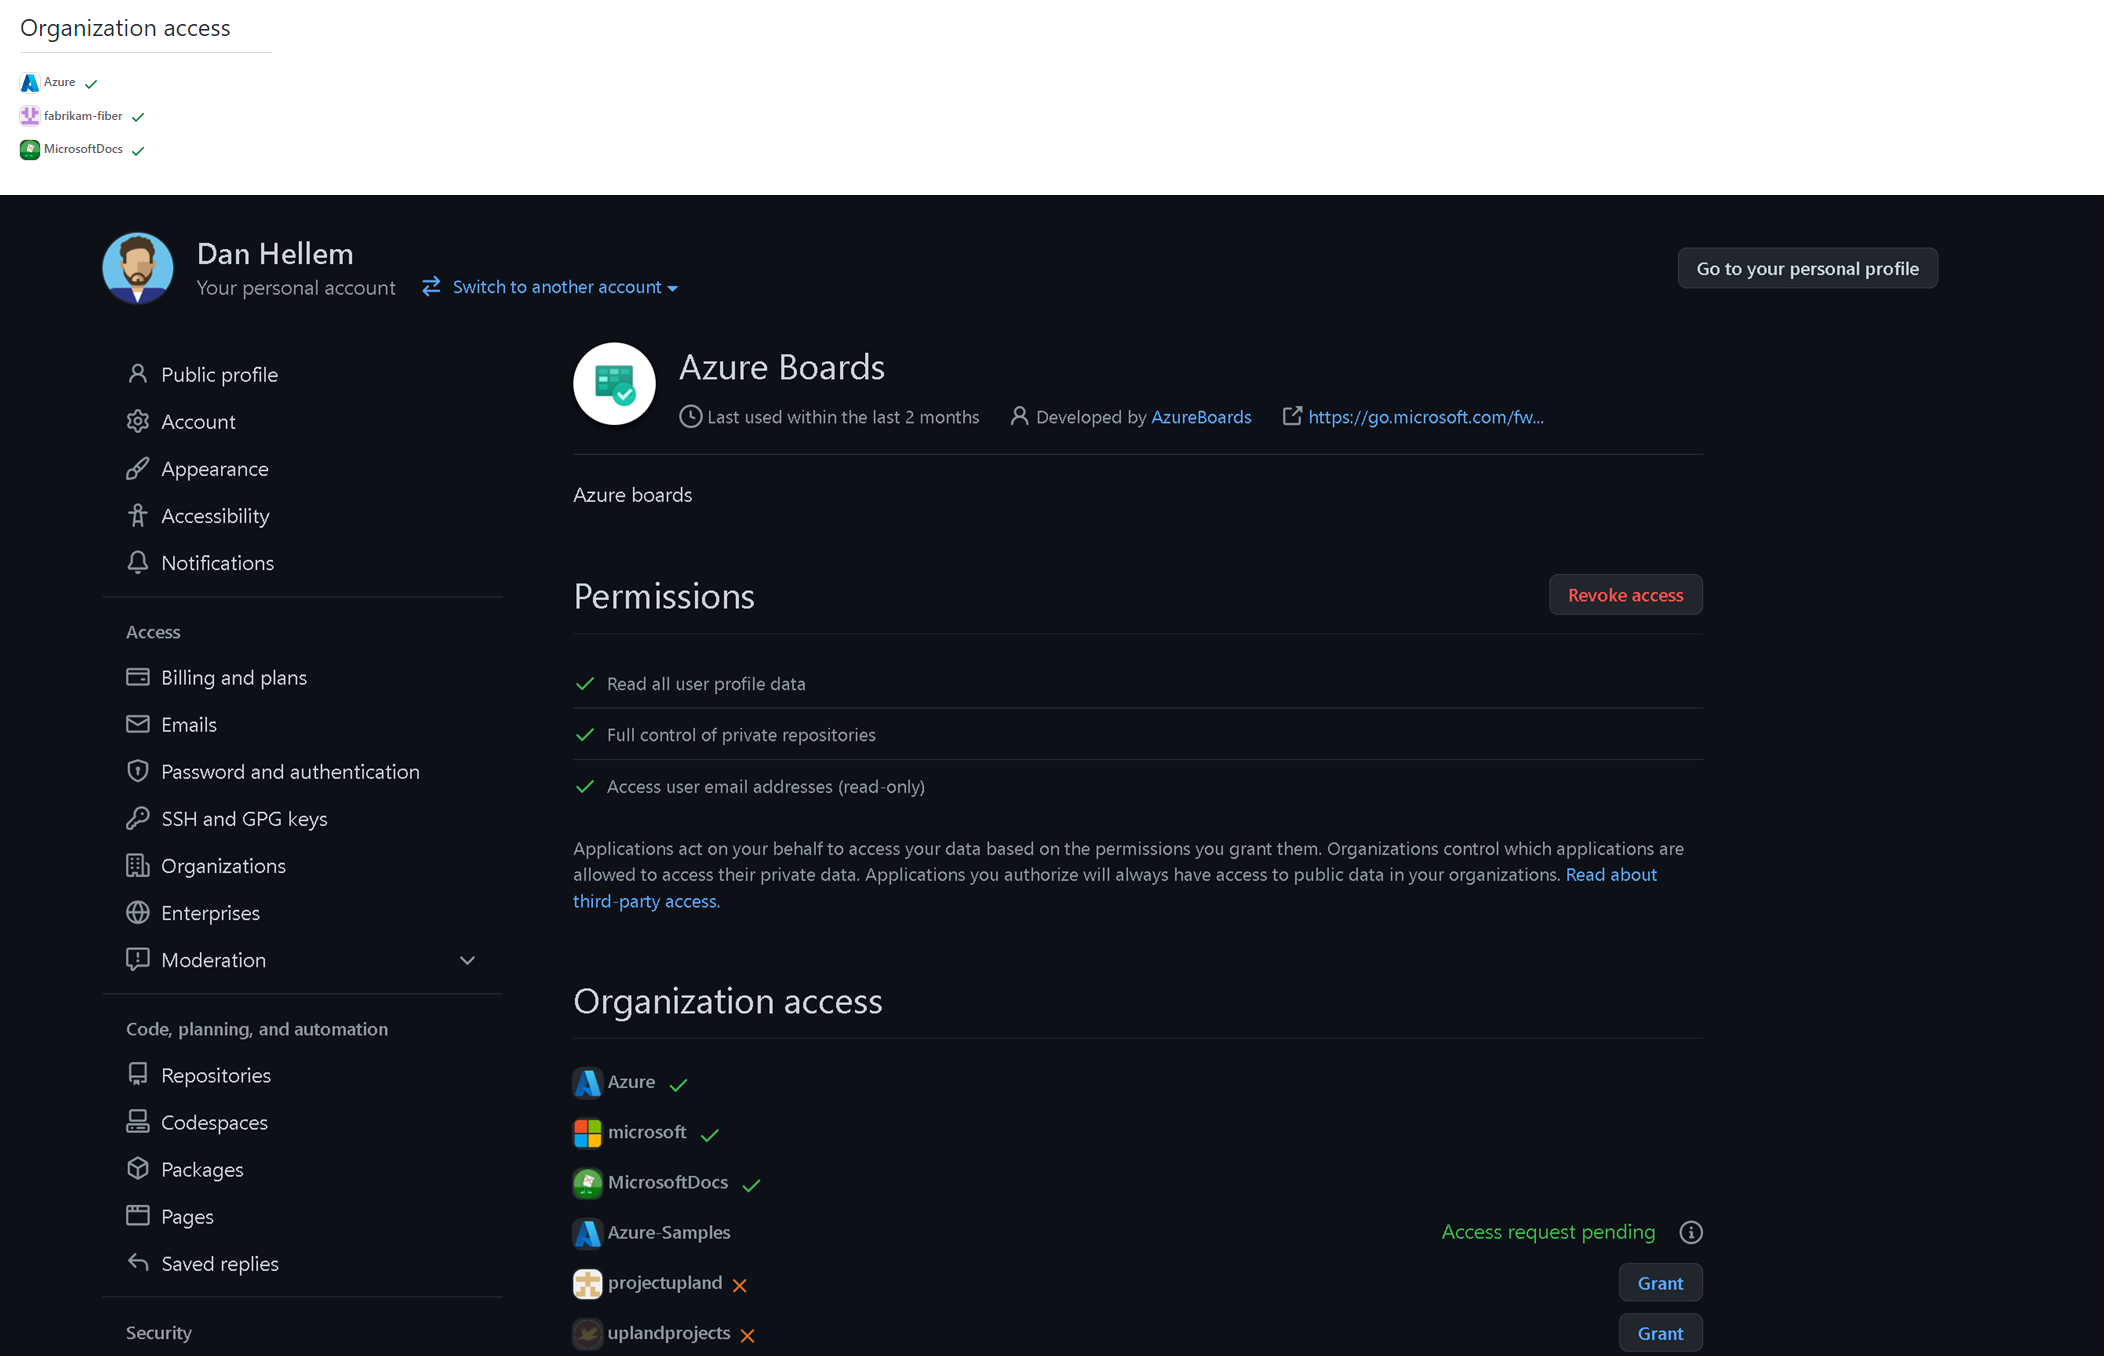 Organization access
Azure
fabrikam-fiber
MicrosoftDocs
Dan Hellem
Your personal account
Switch to another account
Go to your personal profile
Public profile
Account
Appearance
Accessibility
Notifications
Access
Billing and plans
Emails
Password and authentication
SSH and GPG keys
Organizations
Enterprises
Moderation
Code, planning, and automation
Repositories
Codespaces
Packages
Pages
Saved replies
Security
Azure Boards
Last used within the last 2 months
Developed by AzureBoards
https://go.microsoft.com/fw...
Azure boards
Permissions
Revoke access
Read all user profile data
Full control of private repositories
Access user email addresses (read-only)
Applications act on your behalf to access your data based on the permissions you grant them. Organizations control which applications are
allowed to access their private data. Applications you authorize will always have access to public data in your organizations. Read about
third-party access.
Organization access
Azure
microsoft
MicrosoftDocs
Azure-Samples
Access request pending
projectupland
Grant
uplandprojects
Grant